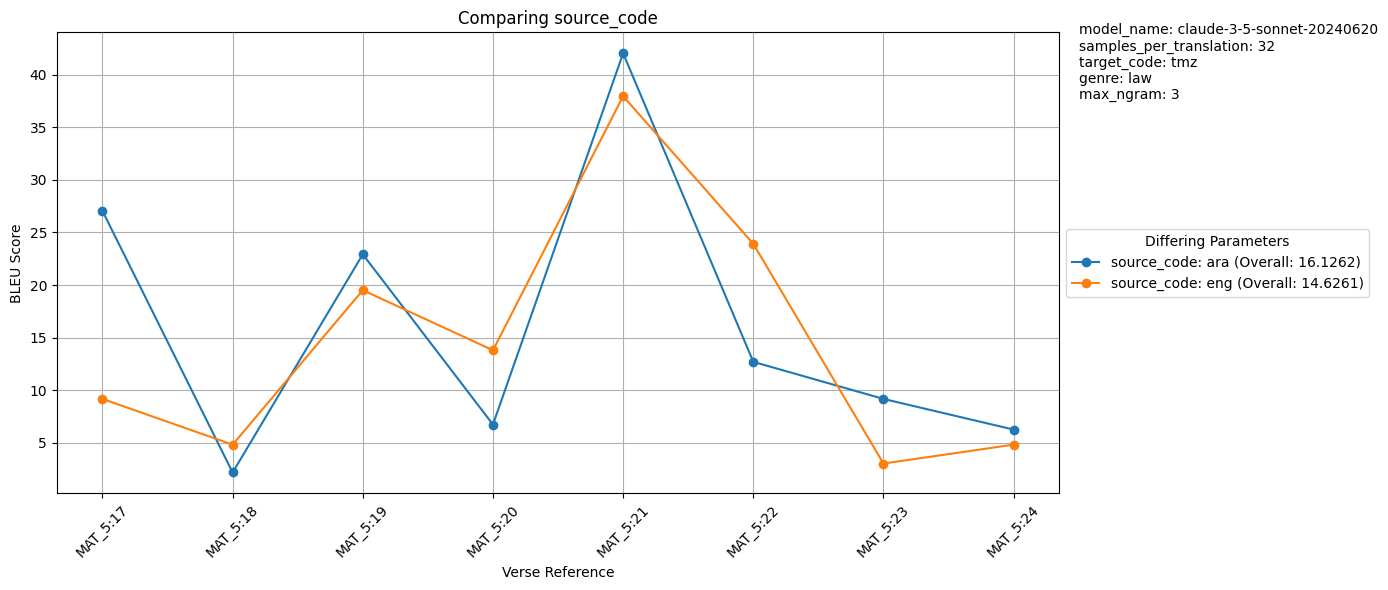 Comparing source_code
model_name: claude-3-5-sonnet-20240620
samples_per_translation: 32
target_code: tmz
genre: law
max_ngram: 3
BLEU Score
40
35
30
25
20
15
10
5
Differing Parameters
source_code: ara (Overall: 16.1262)
source_code: eng (Overall: 14.6261)
MAT_5:17
MAT_5:18
MAT_5:19
MAT_5:20
MAT_5:21
MAT_5:22
MAT_5:23
MAT_5:24
Verse Reference